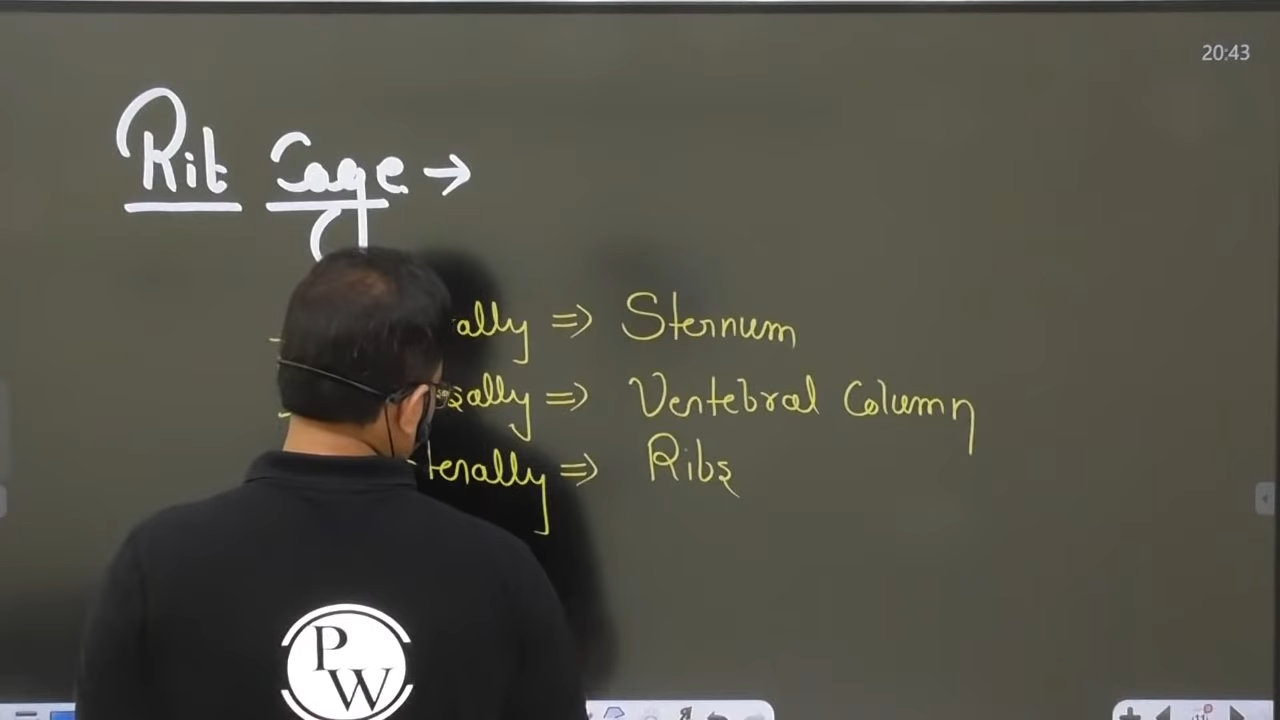 20:43
Rib Cage →
ally ⇒ Sternum
sally ⇒ Vertebral Column
terally ⇒ Ribs
PW